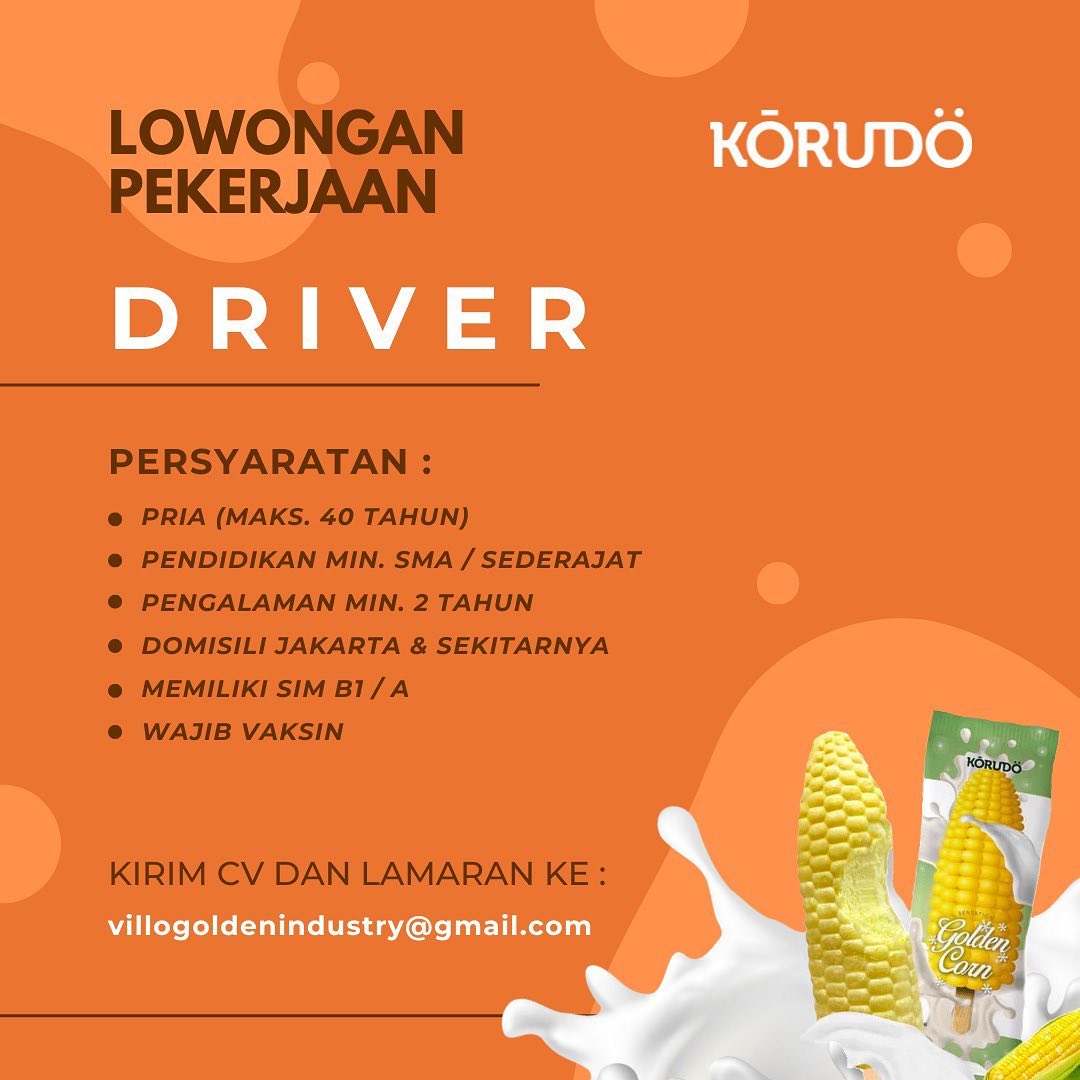 LOWONGAN
PEKERJAAN
KŌRUDÖ
DRIVER
PERSYARATAN :
PRIA (MAKS. 40 TAHUN)
PENDIDIKAN MIN. SMA / SEDERAJAT
PENGALAMAN MIN. 2 TAHUN
DOMISILI JAKARTA & SEKITARNYA
MEMILIKI SIM B1 / A
WAJIB VAKSIN
KIRIM CV DAN LAMARAN KE :
villogoldenindustry@gmail.com
KŌRUDÖ
SENSATION
Golden
Corn